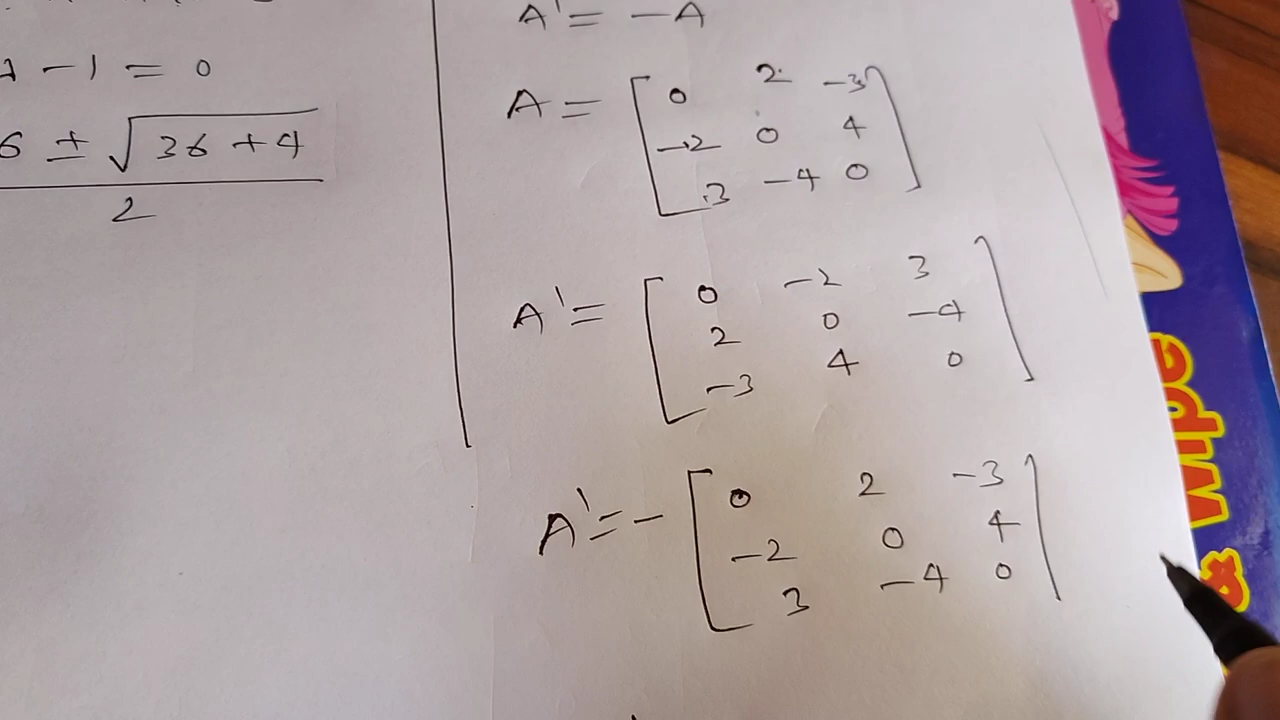 -1 = 0
6 ± √36 + 4
2
A' = -A
A = [ 0 2 -3
-2 0 4
3 -4 0 ]
A' = [ 0 -2 3
2 0 -4
-3 4 0 ]
A' = - [ 0 2 -3
-2 0 4
3 -4 0 ]
& Wipe